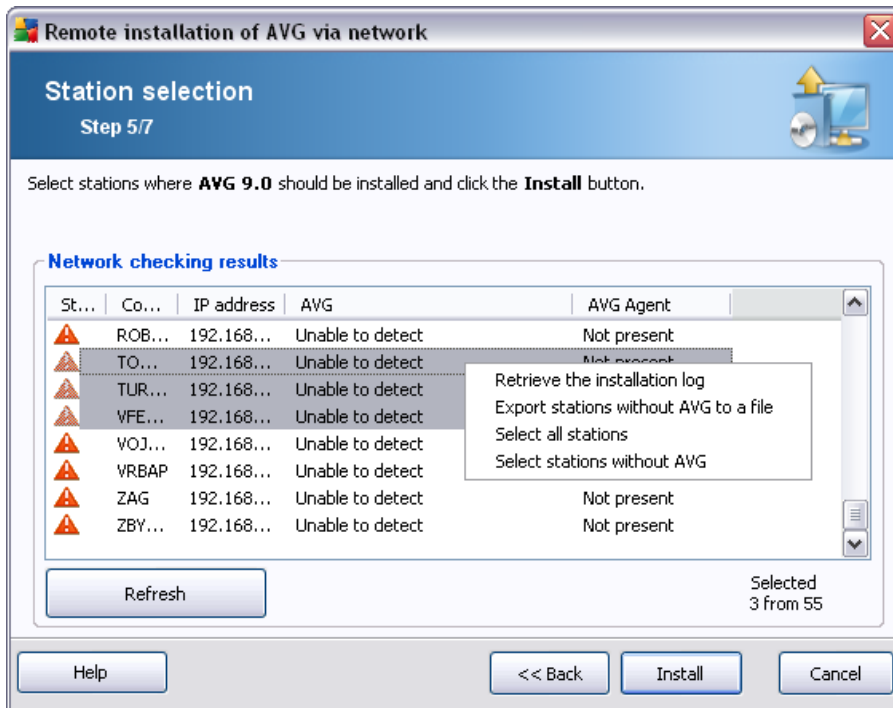 Remote installation of AVG via network
Station selection
Step 5/7
Select stations where AVG 9.0 should be installed and click the Install button.
Network checking results
St... Co... IP address AVG AVG Agent
ROB... 192.168... Unable to detect Not present
TO... 192.168... Unable to detect Not present
TUR... 192.168... Unable to detect
VFE... 192.168... Unable to detect
VOJ... 192.168... Unable to detect
VRBAP 192.168... Unable to detect
ZAG 192.168... Unable to detect Not present
ZBY... 192.168... Unable to detect Not present
Retrieve the installation log
Export stations without AVG to a file
Select all stations
Select stations without AVG
Refresh
Selected
3 from 55
Help << Back Install Cancel